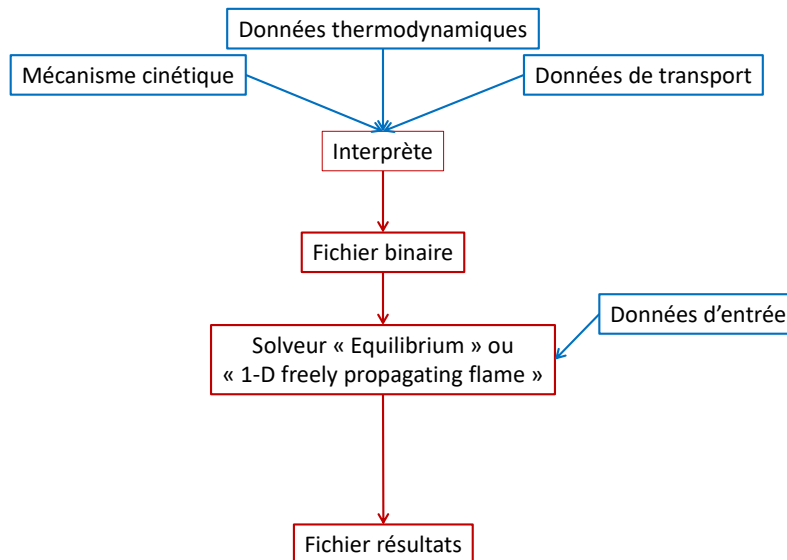 Données thermodynamiques
Mécanisme cinétique
Données de transport
Interprète
Fichier binaire
Données d’entrée
Solveur « Equilibrium » ou
« 1-D freely propagating flame »
Fichier résultats